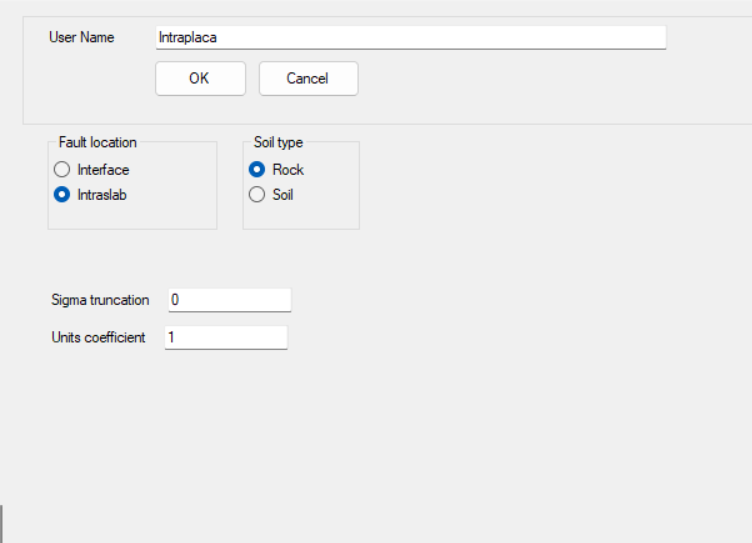 User Name Intraplaca
OK Cancel
Fault location Soil type
Interface Rock
Intraslab Soil
Sigma truncation 0
Units coefficient 1